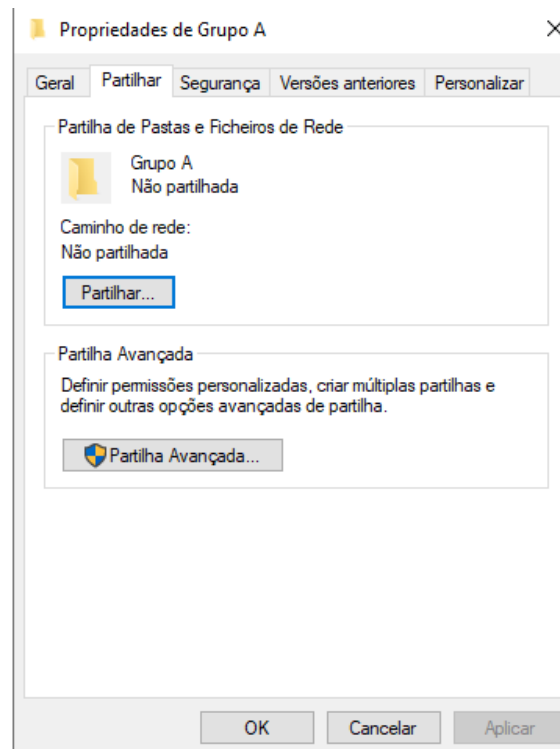 Propriedades de Grupo A
Geral Partilhar Segurança Versões anteriores Personalizar
Partilha de Pastas e Ficheiros de Rede
Grupo A
Não partilhada
Caminho de rede:
Não partilhada
Partilhar...
Partilha Avançada
Definir permissões personalizadas, criar múltiplas partilhas e
definir outras opções avançadas de partilha.
Partilha Avançada...
OK Cancelar Aplicar